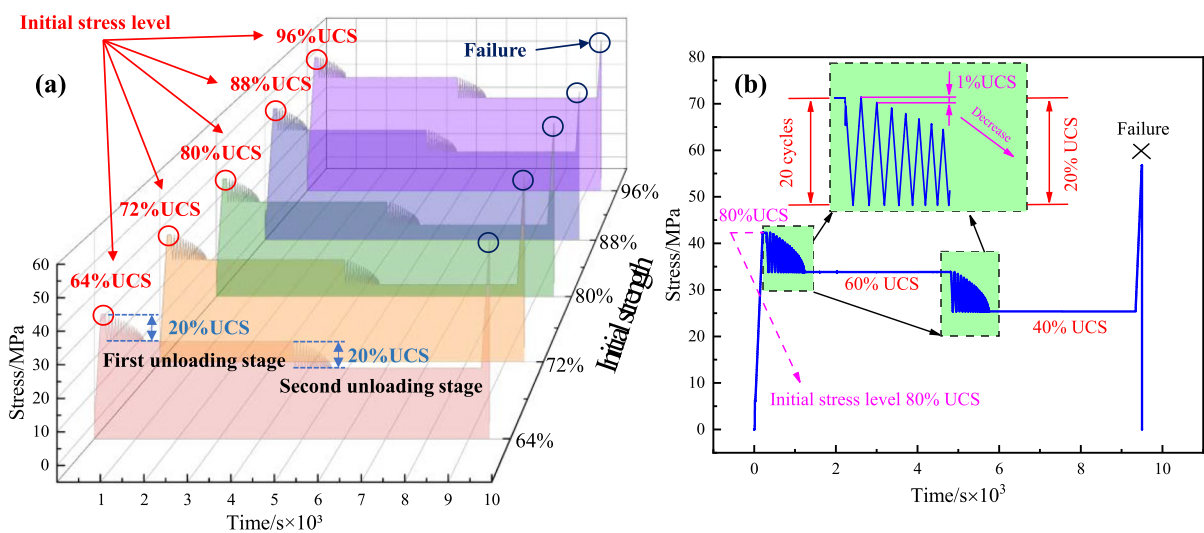 Initial stress level
(a)
96%UCS
88%UCS
80%UCS
72%UCS
64%UCS
Failure
20%UCS
First unloading stage
20%UCS
Second unloading stage
Stress/MPa
60
50
40
30
20
10
0
1 2 3 4 5 6 7 8 9 10
Time/s×10³
64%
72%
80%
88%
96%
Initial strength
(b)
Stress/MPa
80
70
60
50
40
30
20
10
0
0 2 4 6 8 10
Time/s×10³
20 cycles
1%UCS
Decrease
20% UCS
Failure
80%UCS
60% UCS
40% UCS
Initial stress level 80% UCS